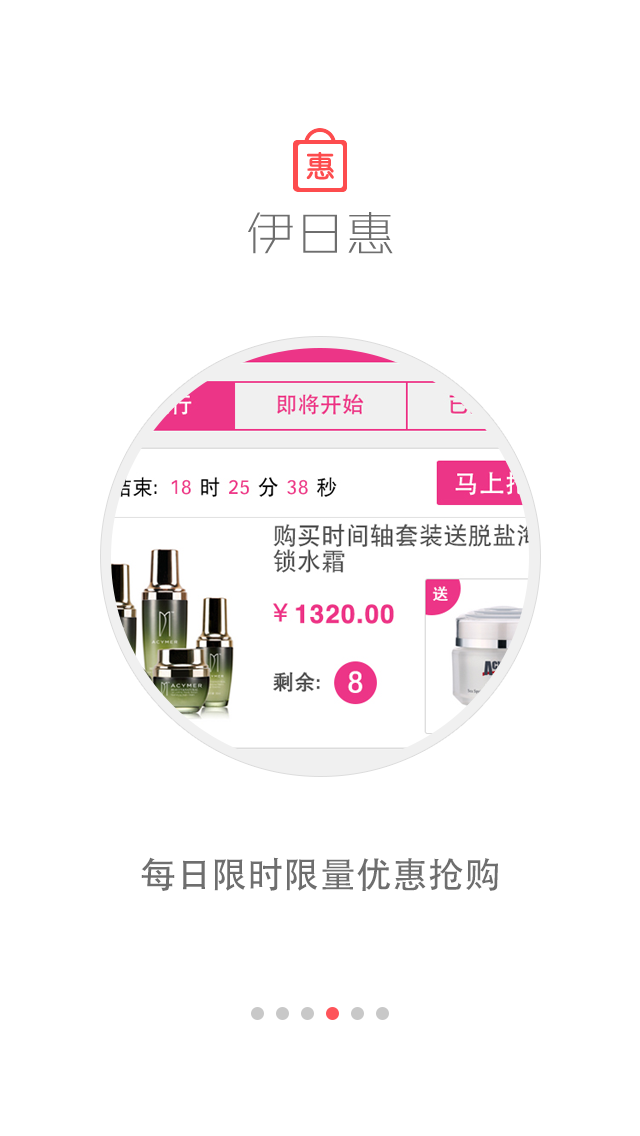 惠
伊日惠
行
即将开始
已
结束: 18 时 25 分 38 秒
马上抢
购买时间轴套装送脱盐海
锁水霜
¥ 1320.00
送
剩余: 8
ACYMER
ACYMER
每日限时限量优惠抢购